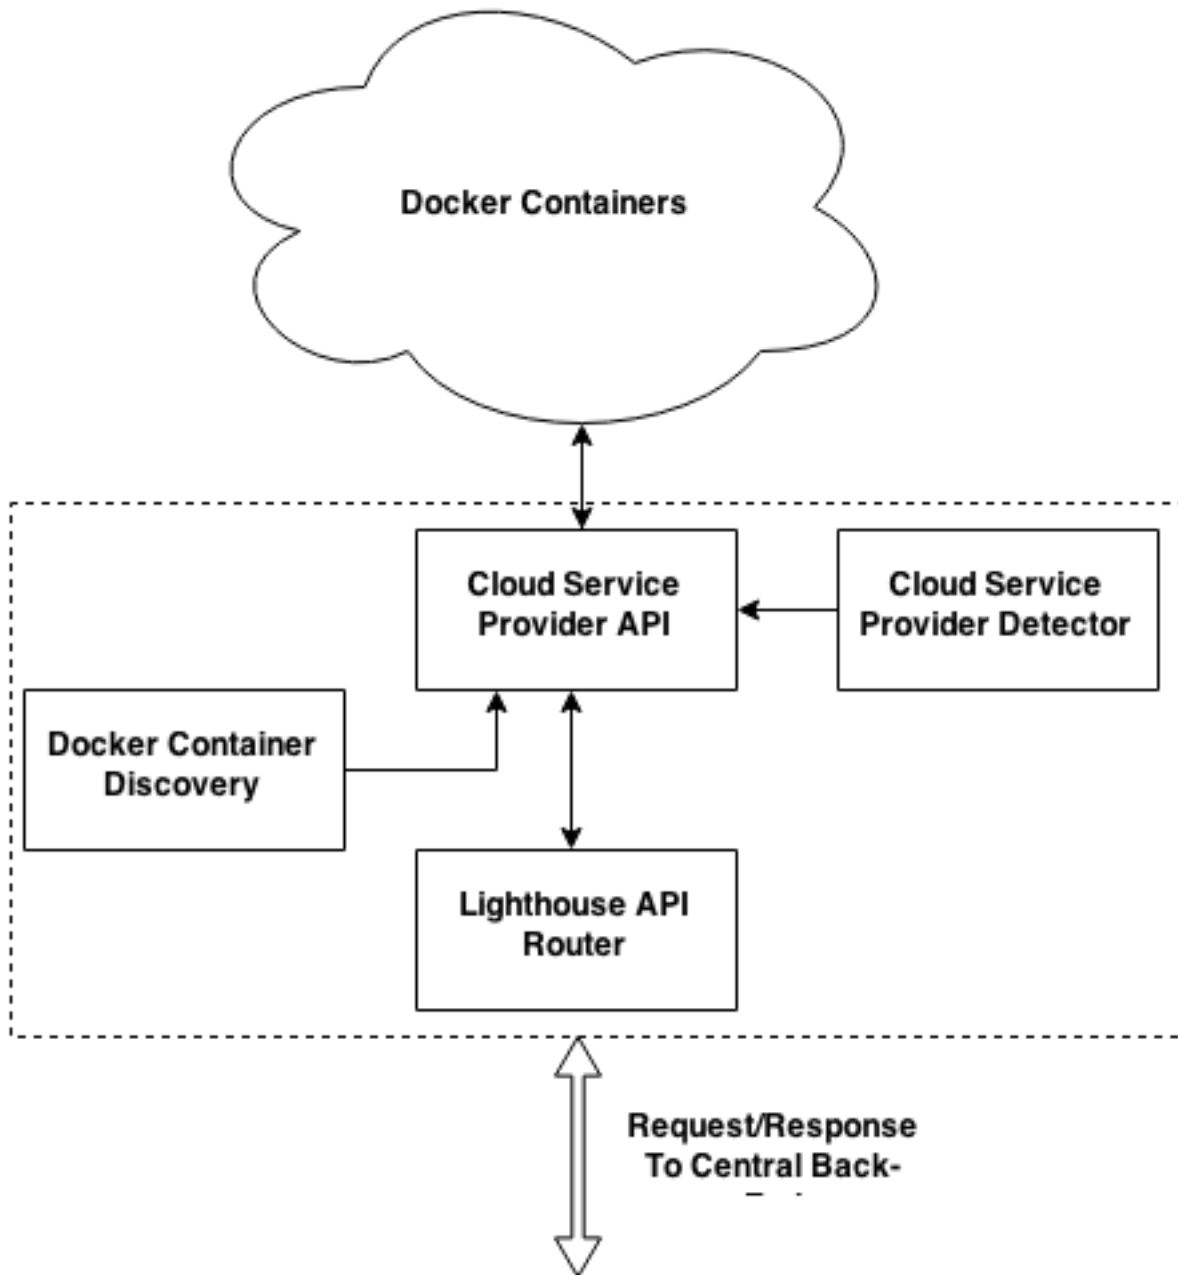 Docker Containers
Cloud Service
Provider API
Cloud Service
Provider Detector
Docker Container
Discovery
Lighthouse API
Router
Request/Response
To Central Back-